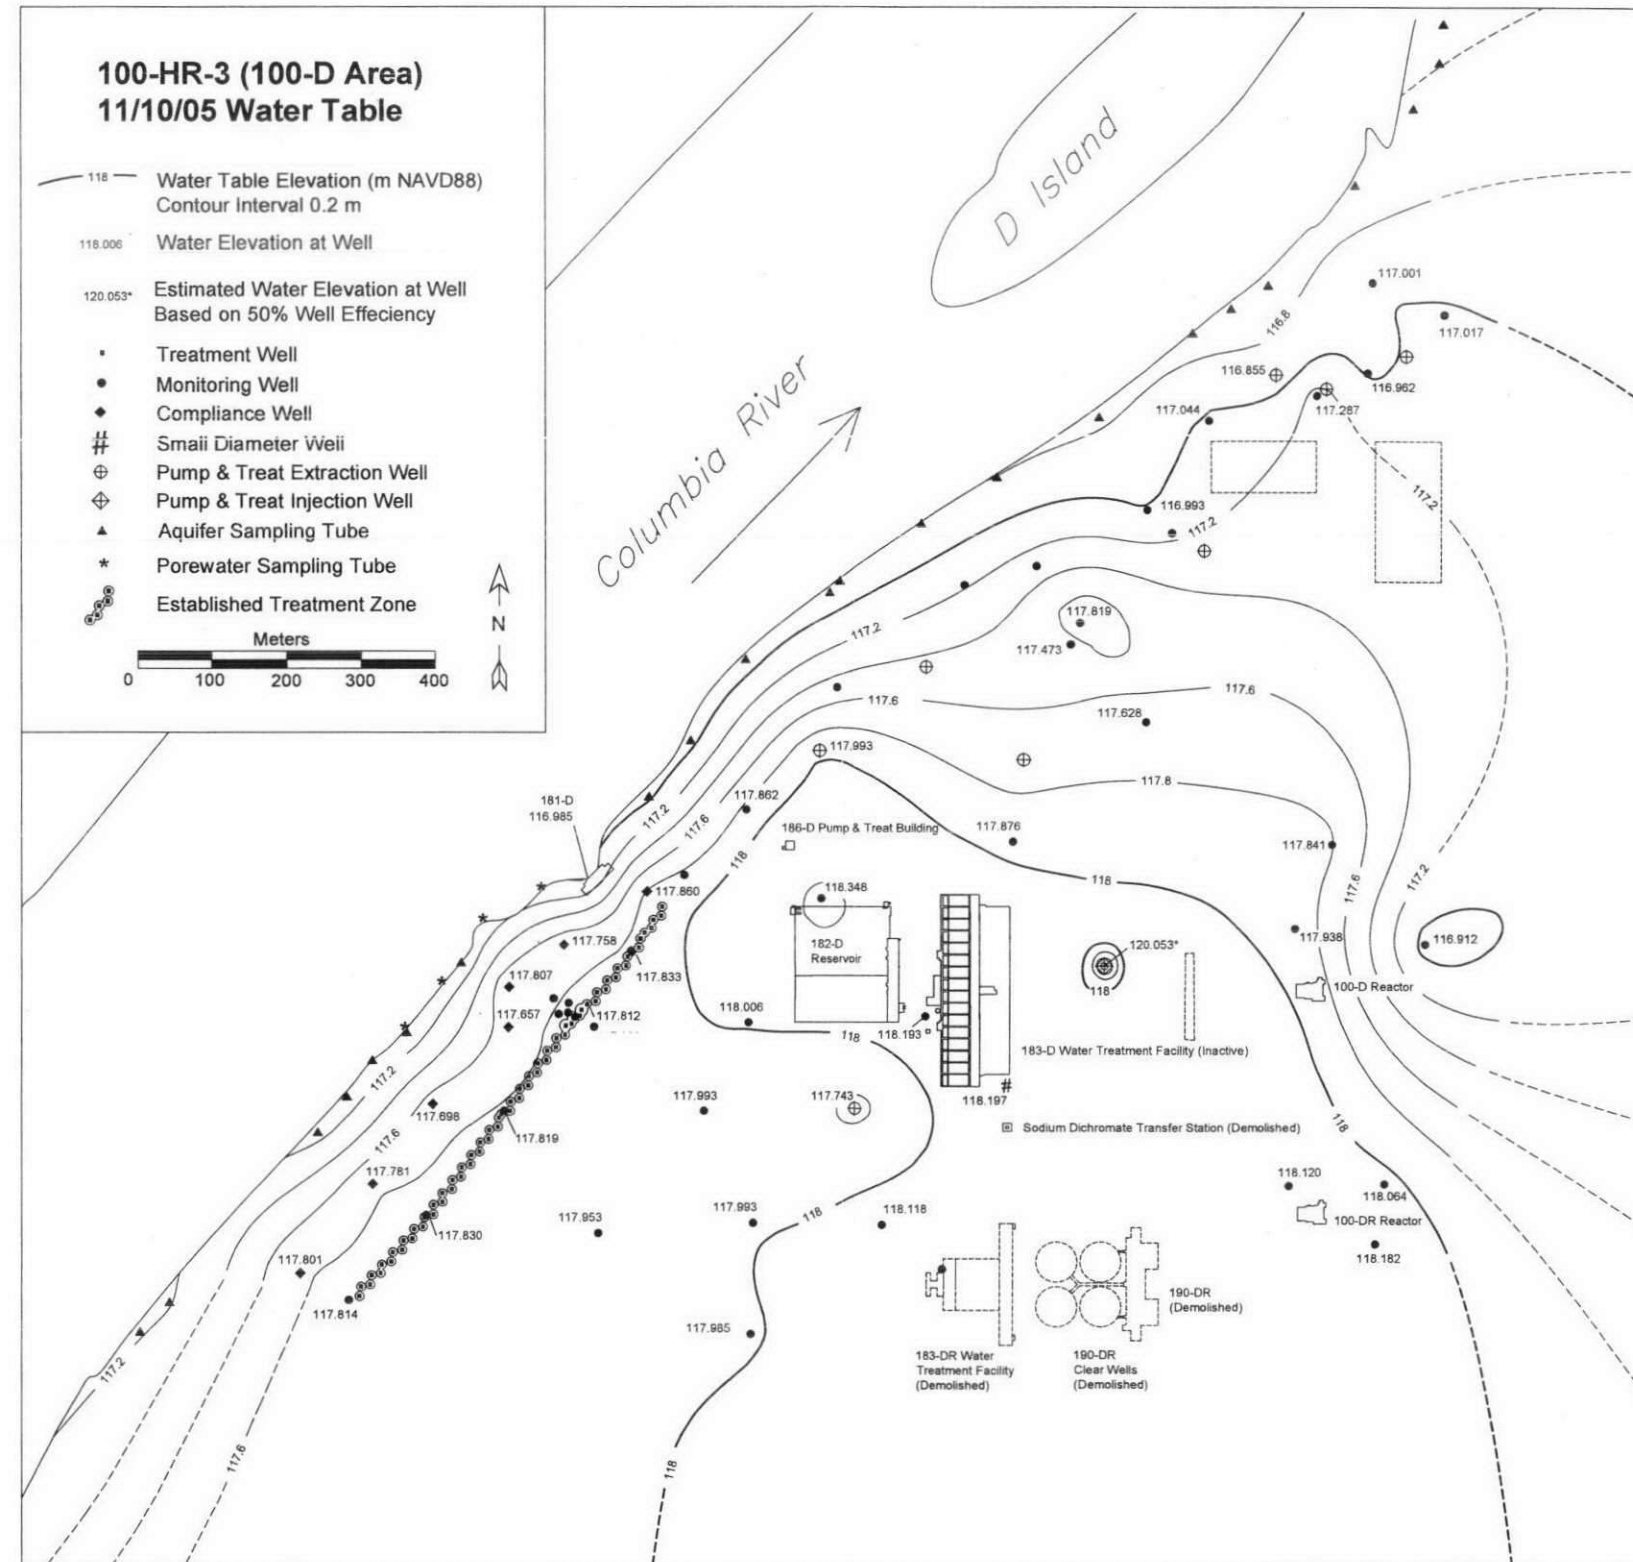 100-HR-3 (100-D Area)
11/10/05 Water Table
118
Water Table Elevation (m NAVD88)
Contour Interval 0.2 m
118.006
Water Elevation at Well
120.053*
Estimated Water Elevation at Well
Based on 50% Well Effeciency
Treatment Well
Monitoring Well
Compliance Well
Small Diameter Well
Pump & Treat Extraction Well
Pump & Treat Injection Well
Aquifer Sampling Tube
Porewater Sampling Tube
Established Treatment Zone
N
Meters
0 100 200 300 400
D Island
Columbia River
117.001
116.8
117.017
116.855
116.962
117.044
117.287
117.2
116.993
117.2
117.819
117.2
117.473
117.6
117.6
117.628
117.993
117.8
181-D
116.985
117.2
117.862
117.6
186-D Pump & Treat Building
117.876
117.841
118
118
117.6
117.2
117.860
118.348
117.758
182-D
Reservoir
120.053*
117.938
116.912
117.807
117.833
118
100-D Reactor
117.657
117.812
118.006
118
118.193
183-D Water Treatment Facility (Inactive)
117.2
117.993
117.743
118.197
117.698
118
117.6
117.819
Sodium Dichromate Transfer Station (Demolished)
117.781
118.120
118.064
117.953
117.993
118
118.118
100-DR Reactor
117.830
118.182
117.801
190-DR
(Demolished)
117.814
117.985
183-DR Water
Treatment Facility
(Demolished)
190-DR
Clear Wells
(Demolished)
117.2
117.6
118